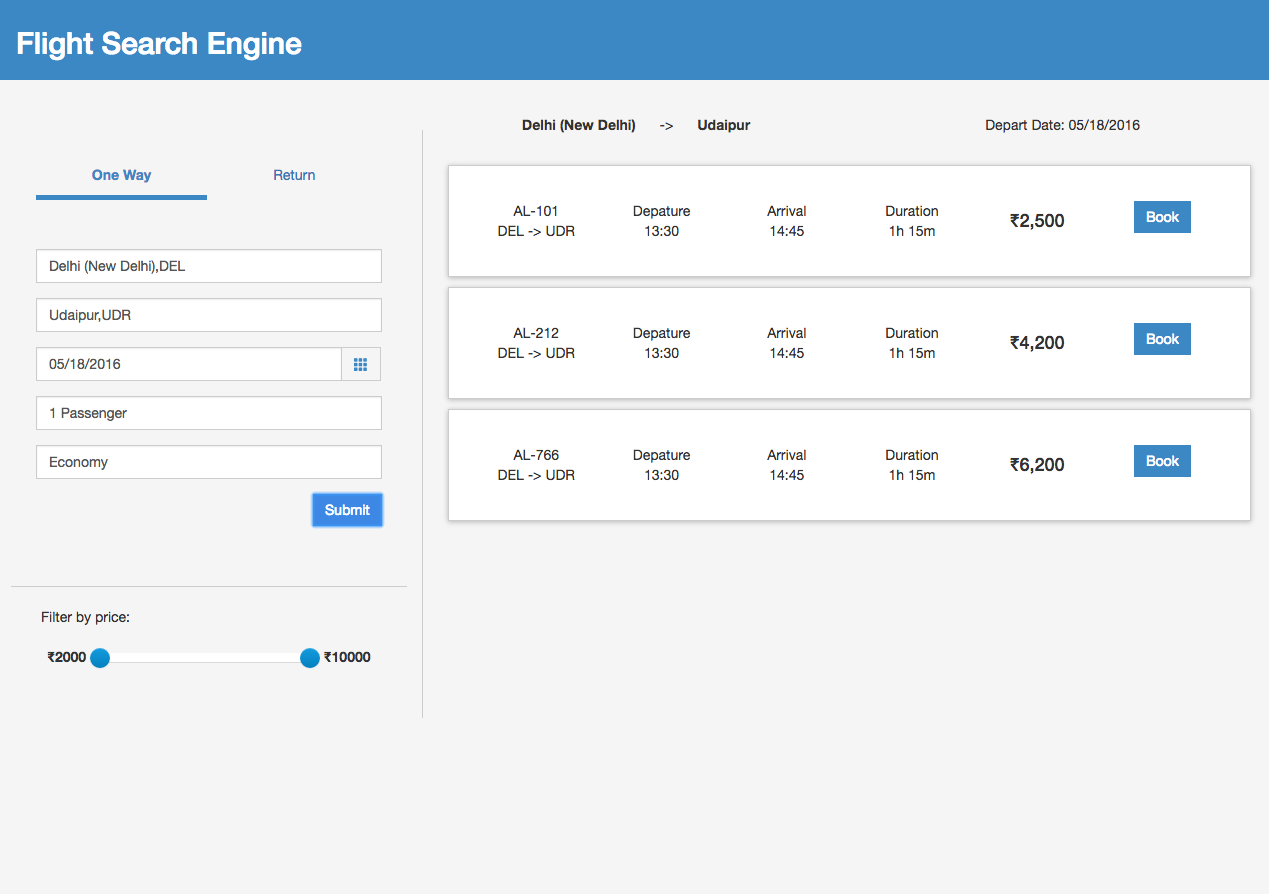 Flight Search Engine
One Way Return
Delhi (New Delhi),DEL
Udaipur,UDR
05/18/2016
1 Passenger
Economy
Submit
Filter by price:
₹2000 ₹10000
Delhi (New Delhi) -> Udaipur Depart Date: 05/18/2016
AL-101 Depature Arrival Duration ₹2,500 Book
DEL -> UDR 13:30 14:45 1h 15m
AL-212 Depature Arrival Duration ₹4,200 Book
DEL -> UDR 13:30 14:45 1h 15m
AL-766 Depature Arrival Duration ₹6,200 Book
DEL -> UDR 13:30 14:45 1h 15m